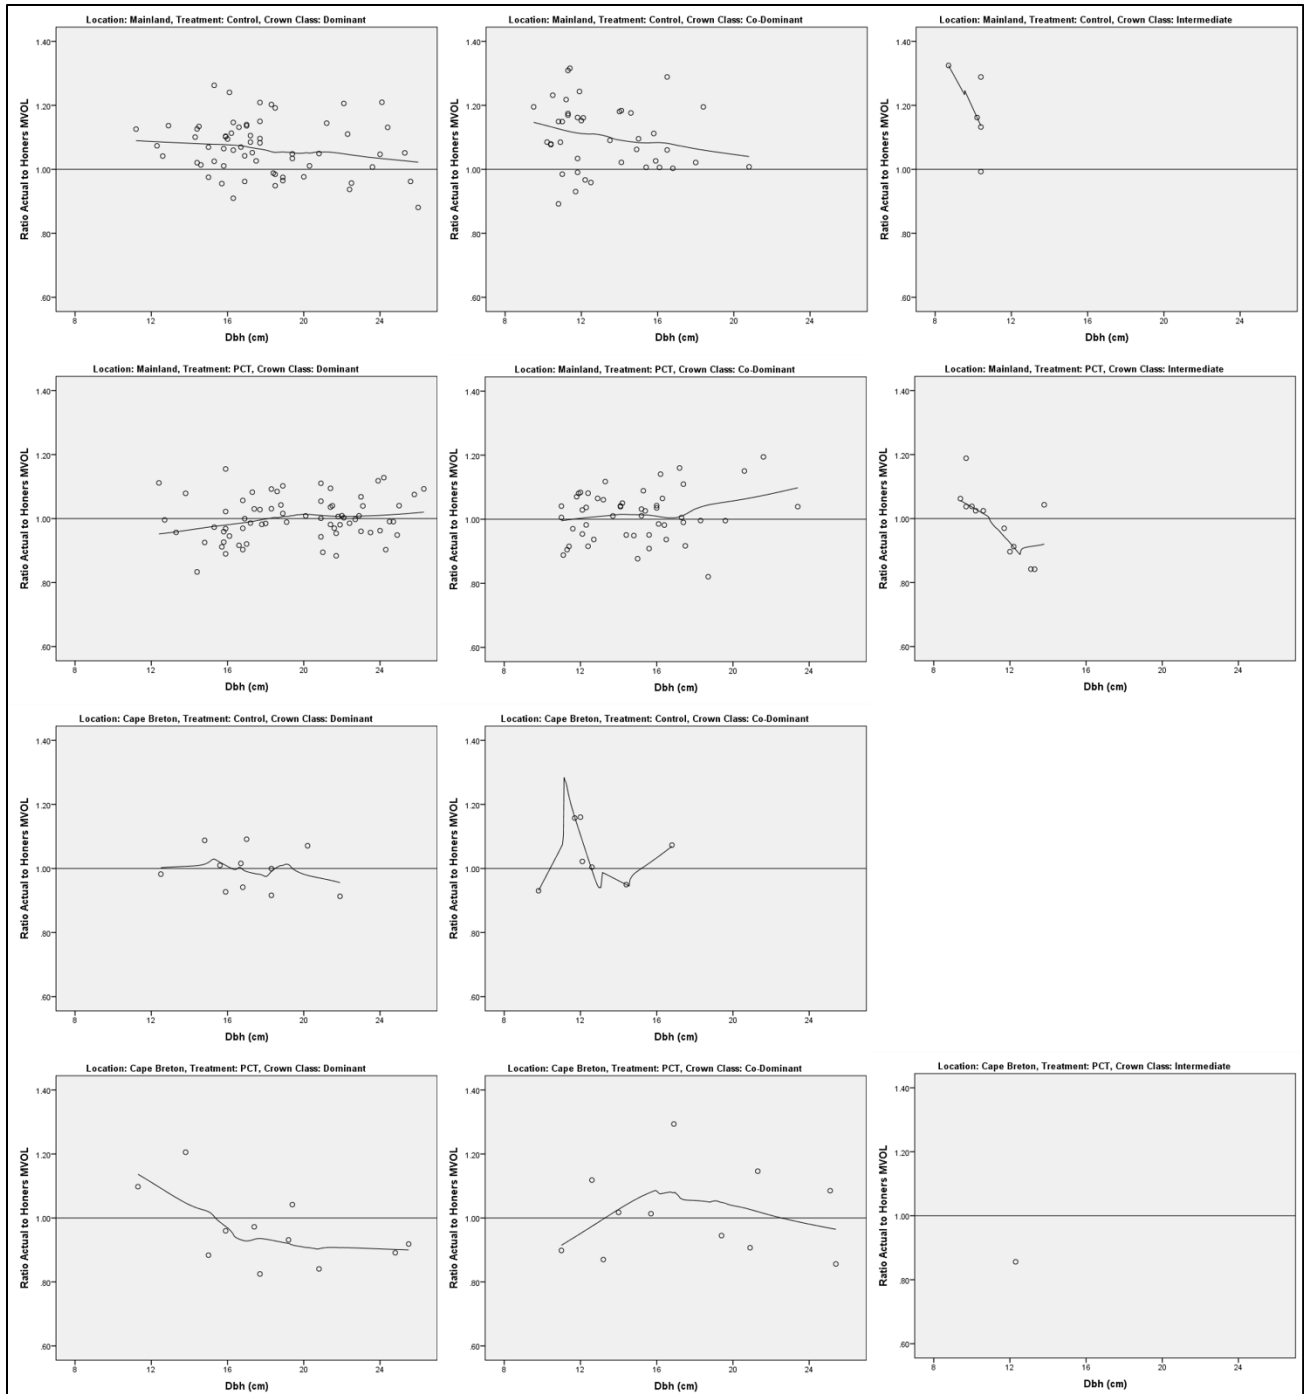 Location: Mainland, Treatment: Control, Crown Class: Dominant
Ratio Actual to Honers MVOL
1.40
1.20
1.00
.80
.60
8 12 16 20 24
Dbh (cm)
Location: Mainland, Treatment: Control, Crown Class: Co-Dominant
Ratio Actual to Honers MVOL
1.40
1.20
1.00
.80
.60
8 12 16 20 24
Dbh (cm)
Location: Mainland, Treatment: Control, Crown Class: Intermediate
Ratio Actual to Honers MVOL
1.40
1.20
1.00
.80
.60
8 12 16 20 24
Dbh (cm)
Location: Mainland, Treatment: PCT, Crown Class: Dominant
Ratio Actual to Honers MVOL
1.40
1.20
1.00
.80
.60
8 12 16 20 24
Dbh (cm)
Location: Mainland, Treatment: PCT, Crown Class: Co-Dominant
Ratio Actual to Honers MVOL
1.40
1.20
1.00
.80
.60
8 12 16 20 24
Dbh (cm)
Location: Mainland, Treatment: PCT, Crown Class: Intermediate
Ratio Actual to Honers MVOL
1.40
1.20
1.00
.80
.60
8 12 16 20 24
Dbh (cm)
Location: Cape Breton, Treatment: Control, Crown Class: Dominant
Ratio Actual to Honers MVOL
1.40
1.20
1.00
.80
.60
8 12 16 20 24
Dbh (cm)
Location: Cape Breton, Treatment: Control, Crown Class: Co-Dominant
Ratio Actual to Honers MVOL
1.40
1.20
1.00
.80
.60
8 12 16 20 24
Dbh (cm)
Location: Cape Breton, Treatment: PCT, Crown Class: Dominant
Ratio Actual to Honers MVOL
1.40
1.20
1.00
.80
.60
8 12 16 20 24
Dbh (cm)
Location: Cape Breton, Treatment: PCT, Crown Class: Co-Dominant
Ratio Actual to Honers MVOL
1.40
1.20
1.00
.80
.60
8 12 16 20 24
Dbh (cm)
Location: Cape Breton, Treatment: PCT, Crown Class: Intermediate
Ratio Actual to Honers MVOL
1.40
1.20
1.00
.80
.60
8 12 16 20 24
Dbh (cm)